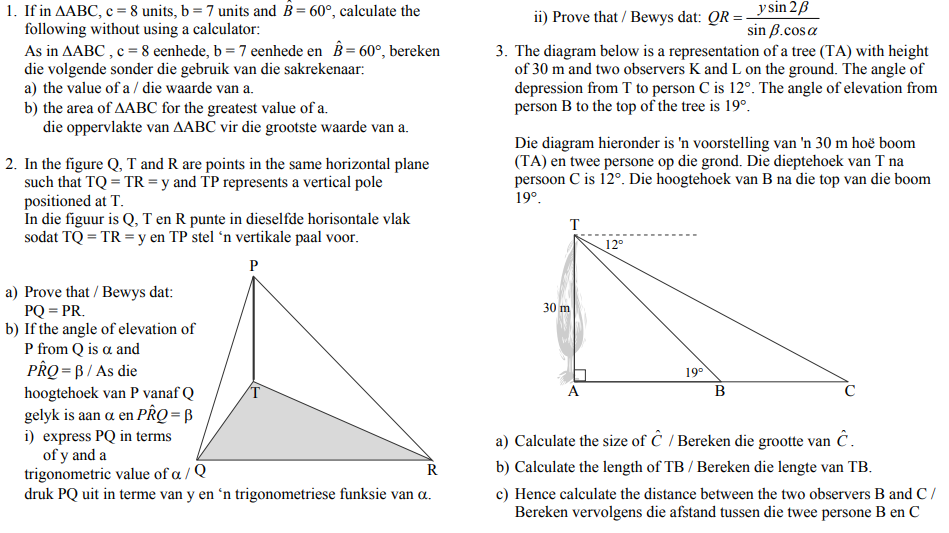 1. If in ΔABC, c = 8 units, b = 7 units and B̂ = 60°, calculate the
following without using a calculator:
As in ΔABC , c = 8 eenhede, b = 7 eenhede en B̂ = 60°, bereken
die volgende sonder die gebruik van die sakrekenaar:
a) the value of a / die waarde van a.
b) the area of ΔABC for the greatest value of a.
die oppervlakte van ΔABC vir die grootste waarde van a.
2. In the figure Q, T and R are points in the same horizontal plane
such that TQ = TR = y and TP represents a vertical pole
positioned at T.
In die figuur is Q, T en R punte in dieselfde horisontale vlak
sodat TQ = TR = y en TP stel ‘n vertikale paal voor.
P
a) Prove that / Bewys dat:
PQ = PR.
b) If the angle of elevation of
P from Q is α and
PR̂Q = β / As die
hoogtehoek van P vanaf Q
T
gelyk is aan α en PR̂Q = β
i) express PQ in terms
of y and a
trigonometric value of α /
Q
R
druk PQ uit in terme van y en ‘n trigonometriese funksie van α.
ii) Prove that / Bewys dat: QR = y sin 2β / sin β.cos α
3. The diagram below is a representation of a tree (TA) with height
of 30 m and two observers K and L on the ground. The angle of
depression from T to person C is 12°. The angle of elevation from
person B to the top of the tree is 19°.
Die diagram hieronder is 'n voorstelling van 'n 30 m hoë boom
(TA) en twee persone op die grond. Die dieptehoek van T na
persoon C is 12°. Die hoogtehoek van B na die top van die boom
19°.
T
12°
30 m
19°
A
B
C
a) Calculate the size of Ĉ / Bereken die grootte van Ĉ.
b) Calculate the length of TB / Bereken die lengte van TB.
c) Hence calculate the distance between the two observers B and C /
Bereken vervolgens die afstand tussen die twee persone B en C